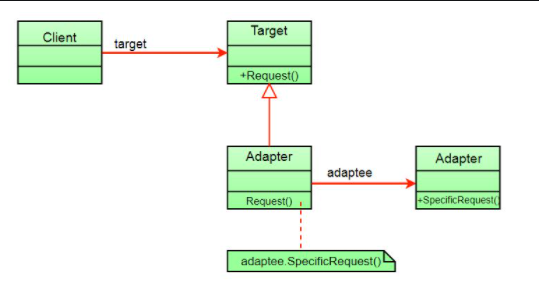 Client
target
Target
+Request()
Adapter
adaptee
Adapter
Request()
+SpecificRequest()
adaptee.SpecificRequest()